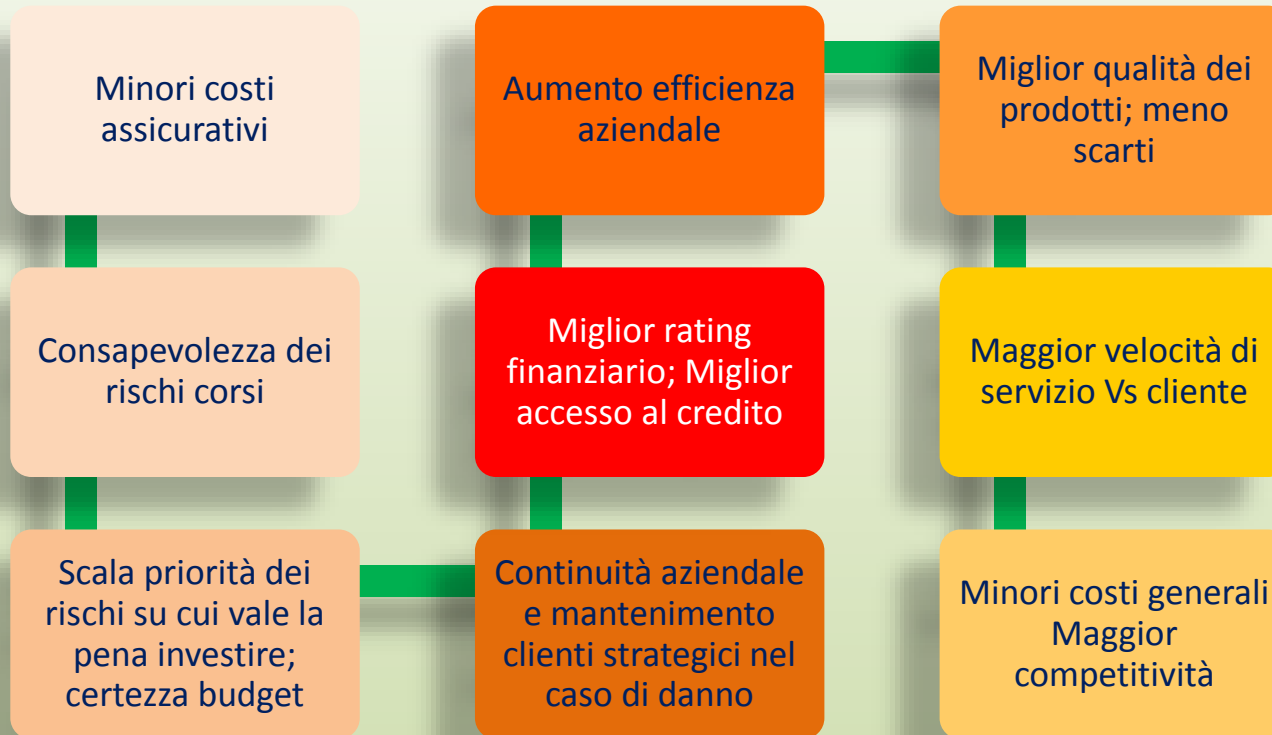 Minori costi
assicurativi
Consapevolezza dei
rischi corsi
Scala priorità dei
rischi su cui vale la
pena investire;
certezza budget
Continuità aziendale
e mantenimento
clienti strategici nel
caso di danno
Miglior rating
finanziario; Miglior
accesso al credito
Aumento efficienza
aziendale
Miglior qualità dei
prodotti; meno
scarti
Maggior velocità di
servizio Vs cliente
Minori costi generali
Maggior
competitività